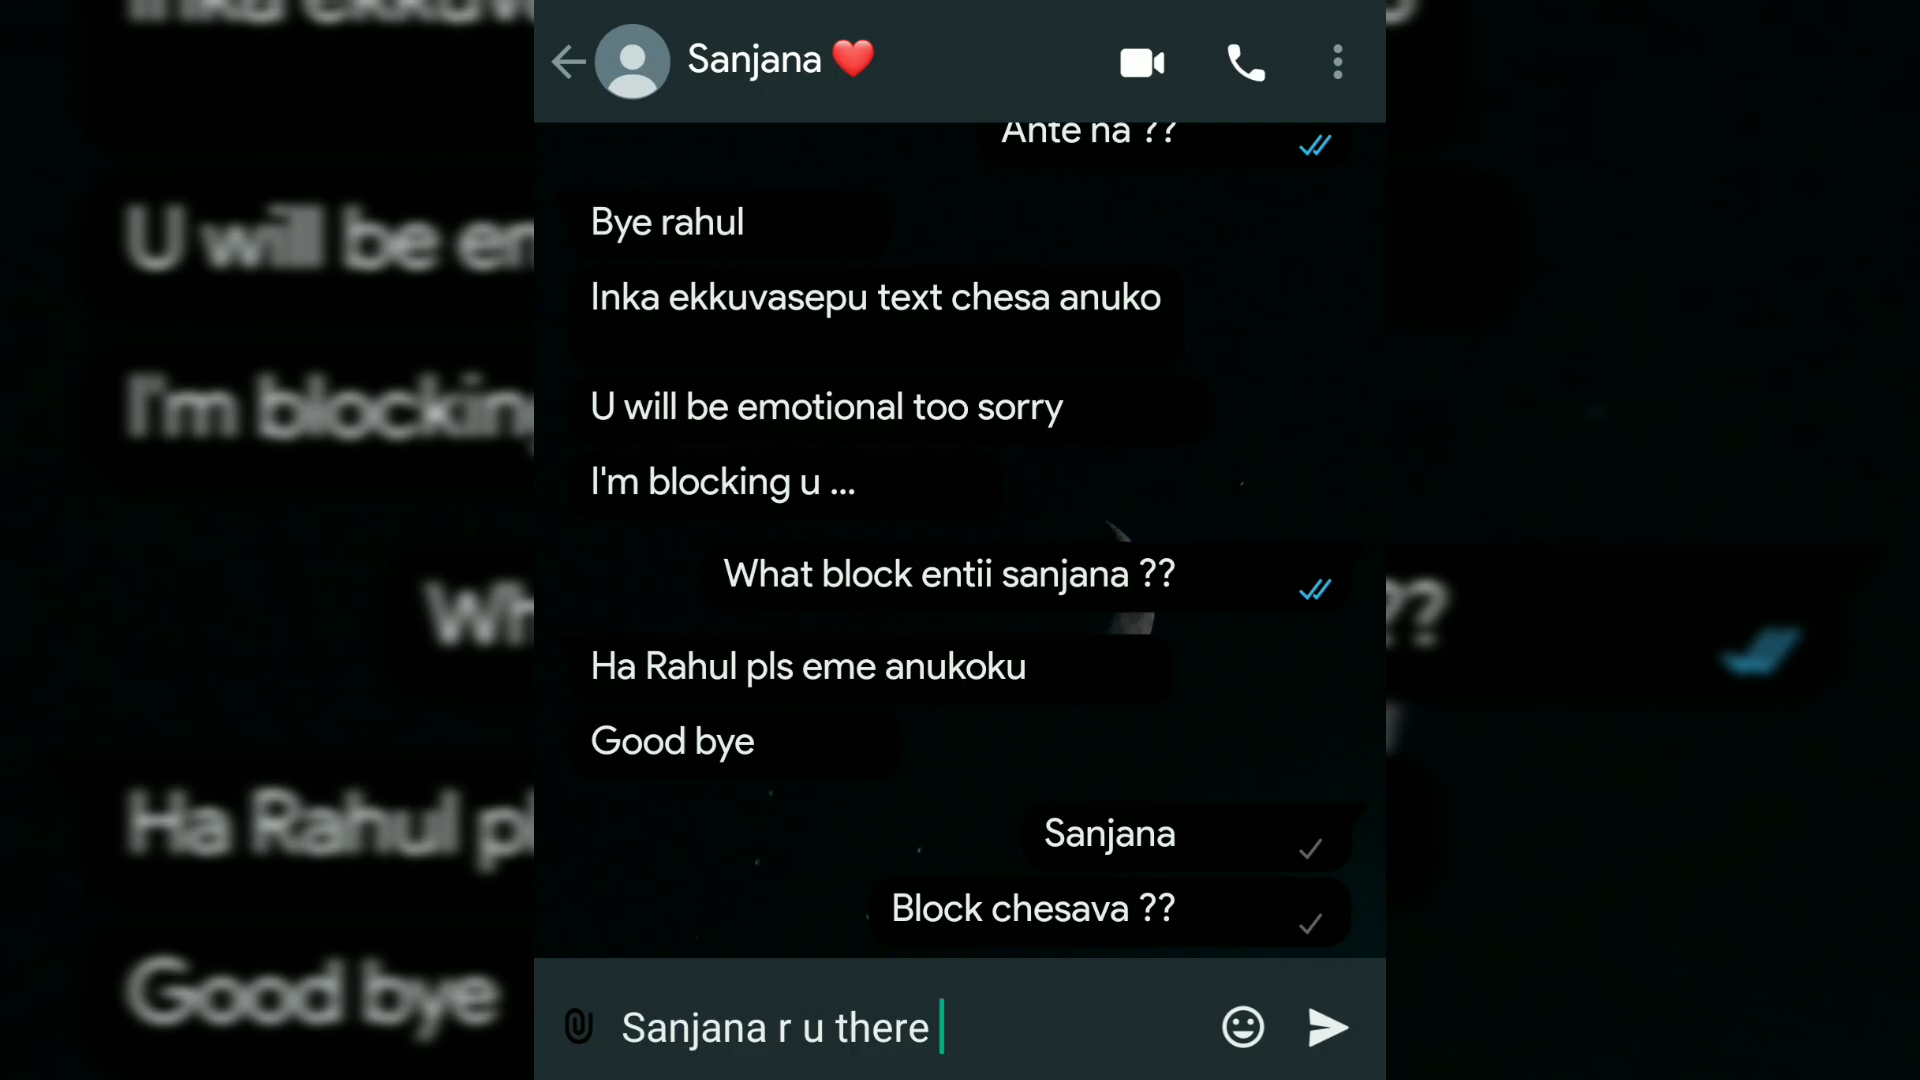 Sanjana ❤️
Ante na ??
Bye rahul
Inka ekkuvasepu text chesa anuko
U will be emotional too sorry
I'm blocking u ...
What block entii sanjana ??
Ha Rahul pls eme anukoku
Good bye
Sanjana
Block chesava ??
Sanjana r u there